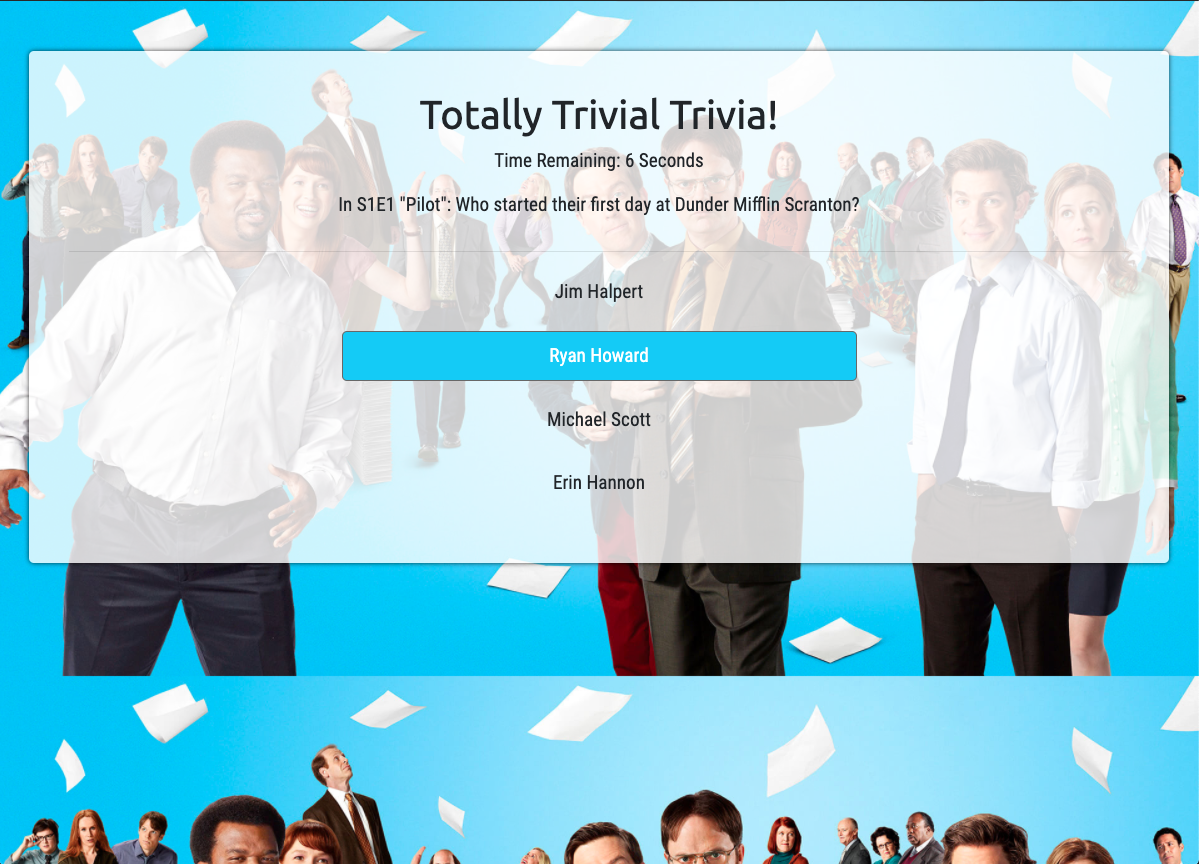 Totally Trivial Trivia!
Time Remaining: 6 Seconds
In S1E1 "Pilot": Who started their first day at Dunder Mifflin Scranton?
Jim Halpert
Ryan Howard
Michael Scott
Erin Hannon